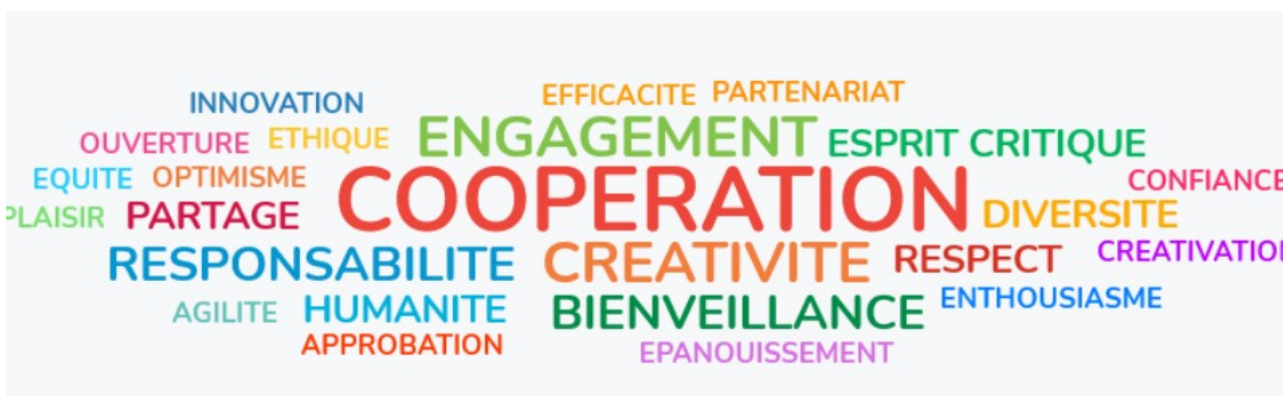 INNOVATION EFFICACITE PARTENARIAT
OUVERTURE ETHIQUE ENGAGEMENT ESPRIT CRITIQUE
EQUITE OPTIMISME COOPERATION CONFIANCE
PLAISIR PARTAGE DIVERSITE
RESPONSABILITE CREATIVITE RESPECT CREATIVATION
AGILITE HUMANITE BIENVEILLANCE ENTHOUSIASME
APPROBATION EPANOUISSEMENT